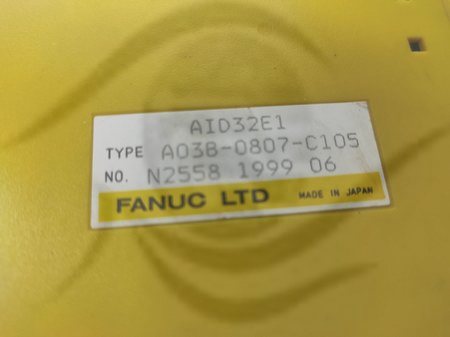 AID32E1
TYPE A03B-0807-C105
NO. N2558 1999 06
FANUC LTD MADE IN JAPAN